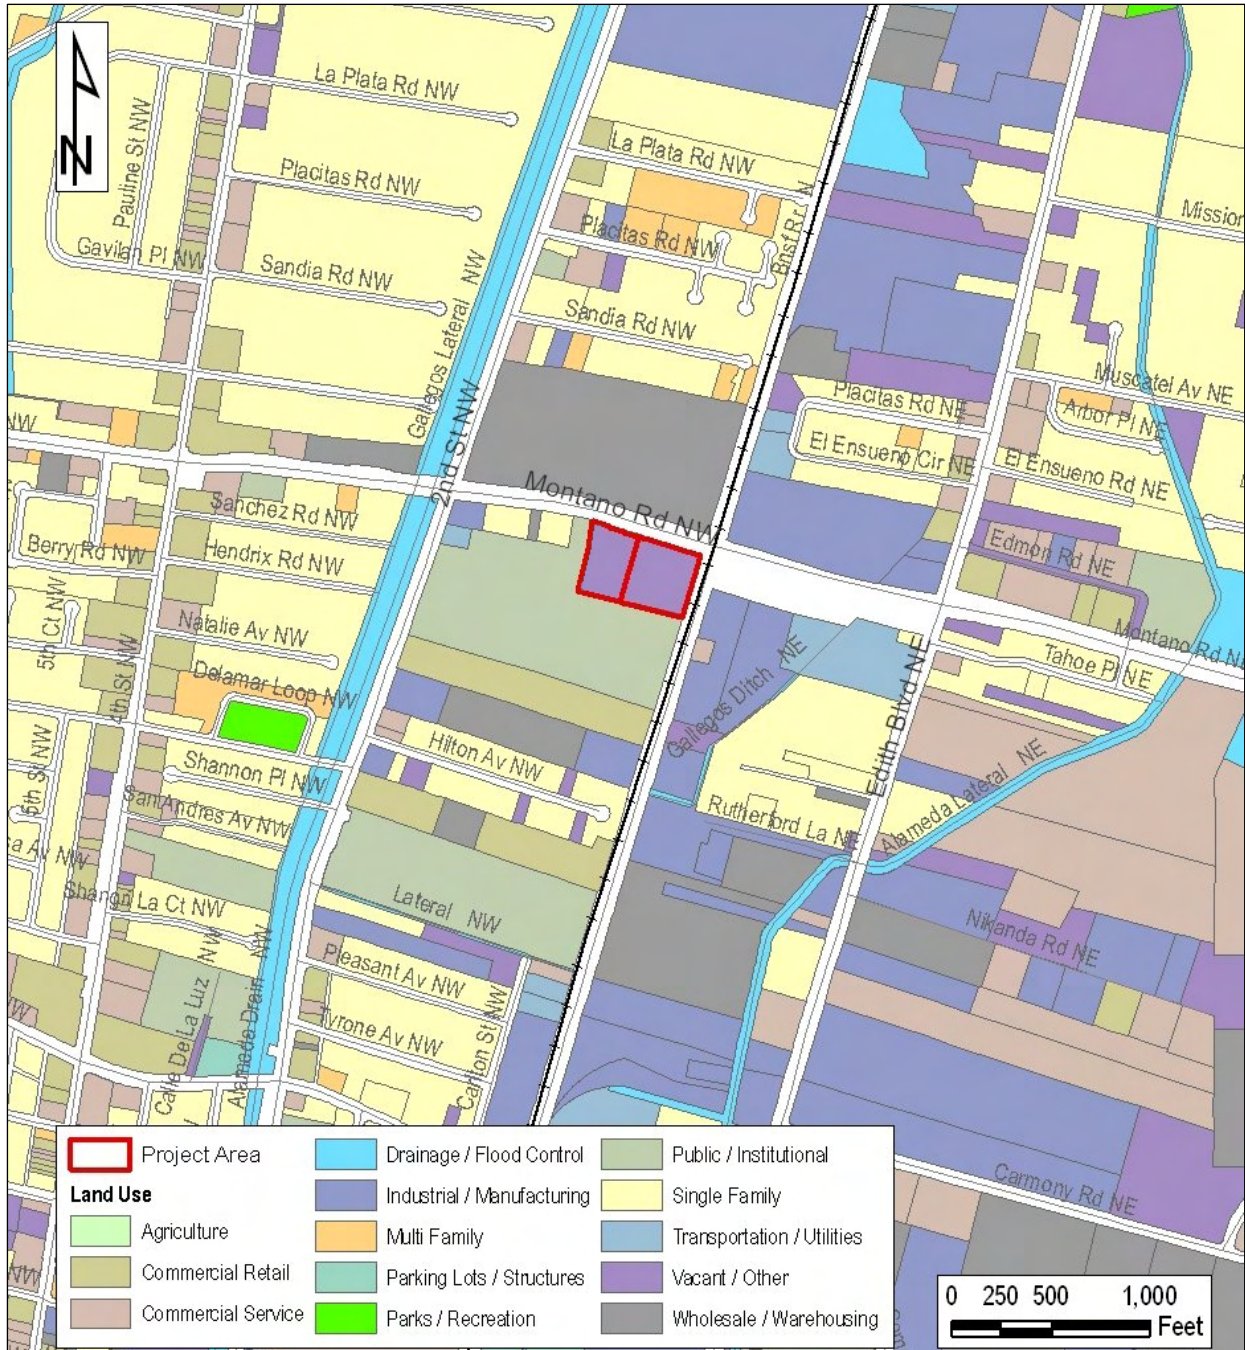 La Plata Rd NW
Pauline St NW
Placitas Rd NW
Gavilan Pl NW
Sandia Rd NW
Gallegos Lateral NW
La Plata Rd NW
Placitas Rd NW
Bnsf Rr N
Sandia Rd NW
Mission
Muscatel Av NE
Placitas Rd NE
Arbor Pl NE
El Ensueno Cir NE
El Ensueno Rd NE
N
NW
2nd St NW
Montano Rd NW
Sanchez Rd NW
Berry Rd NW
Hendrix Rd NW
Edmon Rd NE
5th Ct NW
Natalie Av NW
Montano Rd NE
Tahoe Pl NE
Delamar Loop NW
4th St NW
Gallegos Ditch NE
Edith Blvd NE
Hilton Av NW
Shannon Pl NW
5th St NW
Sant Andres Av NW
Rutherford La NE
Alameda Lateral NE
ca Av NW
Shangri La Ct NW
Lateral NW
Nikanda Rd NE
Pleasant Av NW
Calle De La Luz NW
Alameda Drain NW
Tyrone Av NW
Carlton St NW
NW
Carmony Rd NE
NW
Com
Project Area
Land Use
Agriculture
Commercial Retail
Commercial Service
Drainage / Flood Control
Industrial / Manufacturing
Multi Family
Parking Lots / Structures
Parks / Recreation
Public / Institutional
Single Family
Transportation / Utilities
Vacant / Other
Wholesale / Warehousing
0 250 500 1,000
Feet